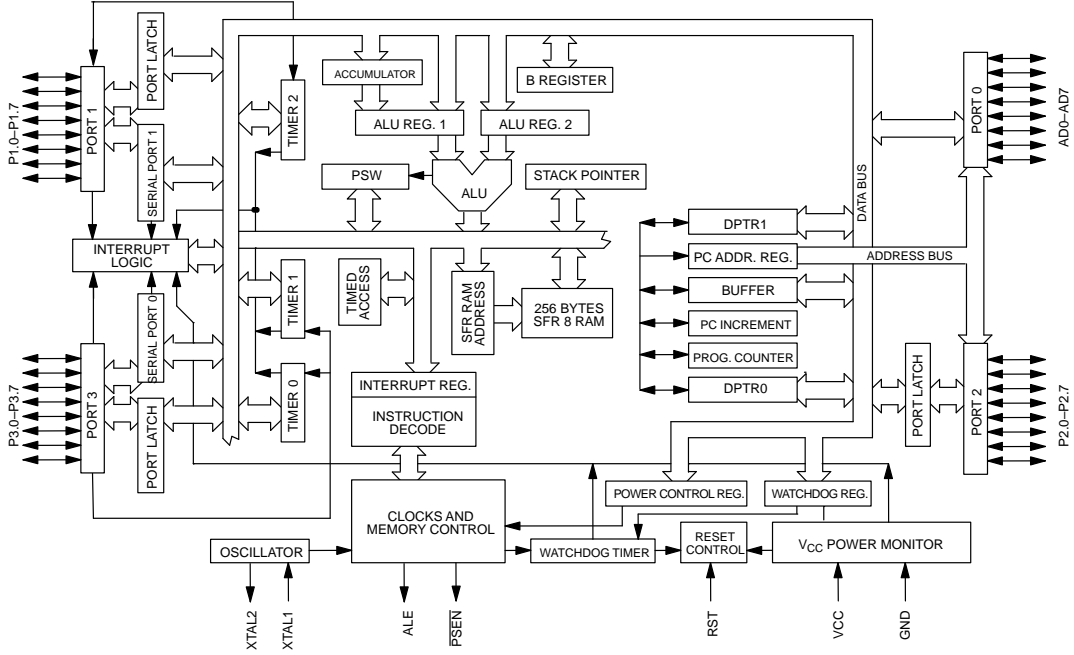 PORT LATCH
ACCUMULATOR
B REGISTER
TIMER 2
P1.0–P1.7
PORT 1
PORT 0
AD0–AD7
ALU REG. 1
ALU REG. 2
SERIAL PORT 1
PSW
ALU
STACK POINTER
DATA BUS
DPTR1
INTERRUPT
LOGIC
PC ADDR. REG.
ADDRESS BUS
TIMER 1
TIMED
ACCESS
SFR RAM
ADDRESS
256 BYTES
SFR 8 RAM
BUFFER
SERIAL PORT 0
PC INCREMENT
PROG. COUNTER
P3.0–P3.7
PORT 3
PORT LATCH
TIMER 0
INTERRUPT REG.
INSTRUCTION
DECODE
DPTR0
PORT LATCH
PORT 2
P2.0–P2.7
CLOCKS AND
MEMORY CONTROL
POWER CONTROL REG.
WATCHDOG REG.
OSCILLATOR
WATCHDOG TIMER
RESET
CONTROL
VCC POWER MONITOR
XTAL2
XTAL1
ALE
PSEN
RST
VCC
GND